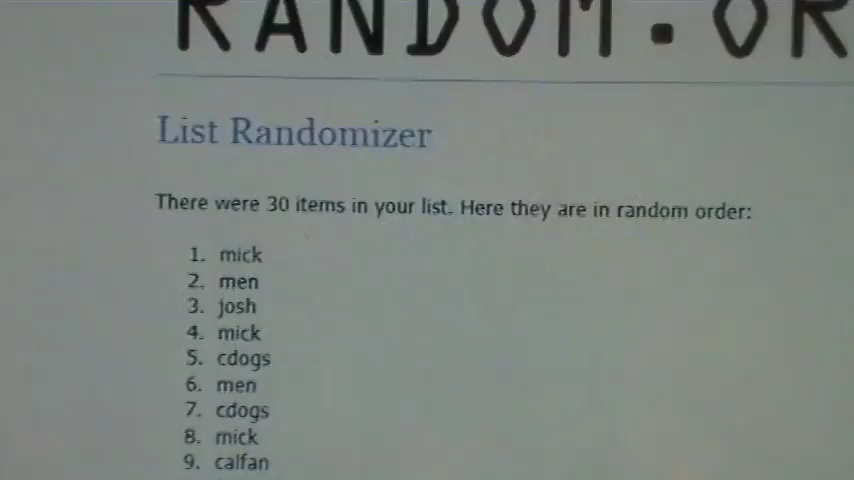 RANDOM.OR
List Randomizer
There were 30 items in your list. Here they are in random order:
1. mick
2. men
3. josh
4. mick
5. cdogs
6. men
7. cdogs
8. mick
9. calfan